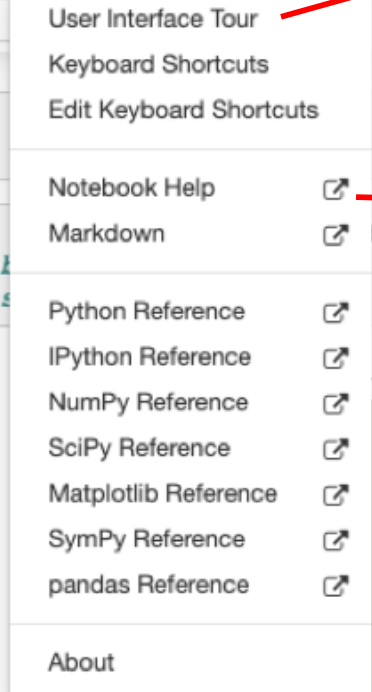 User Interface Tour
Keyboard Shortcuts
Edit Keyboard Shortcuts
Notebook Help
Markdown
Python Reference
IPython Reference
NumPy Reference
SciPy Reference
Matplotlib Reference
SymPy Reference
pandas Reference
About